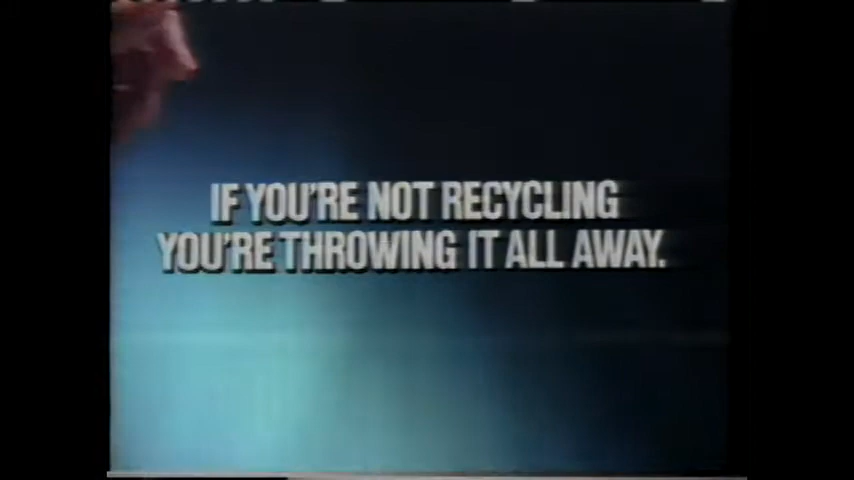 IF YOU'RE NOT RECYCLING
YOU'RE THROWING IT ALL AWAY.